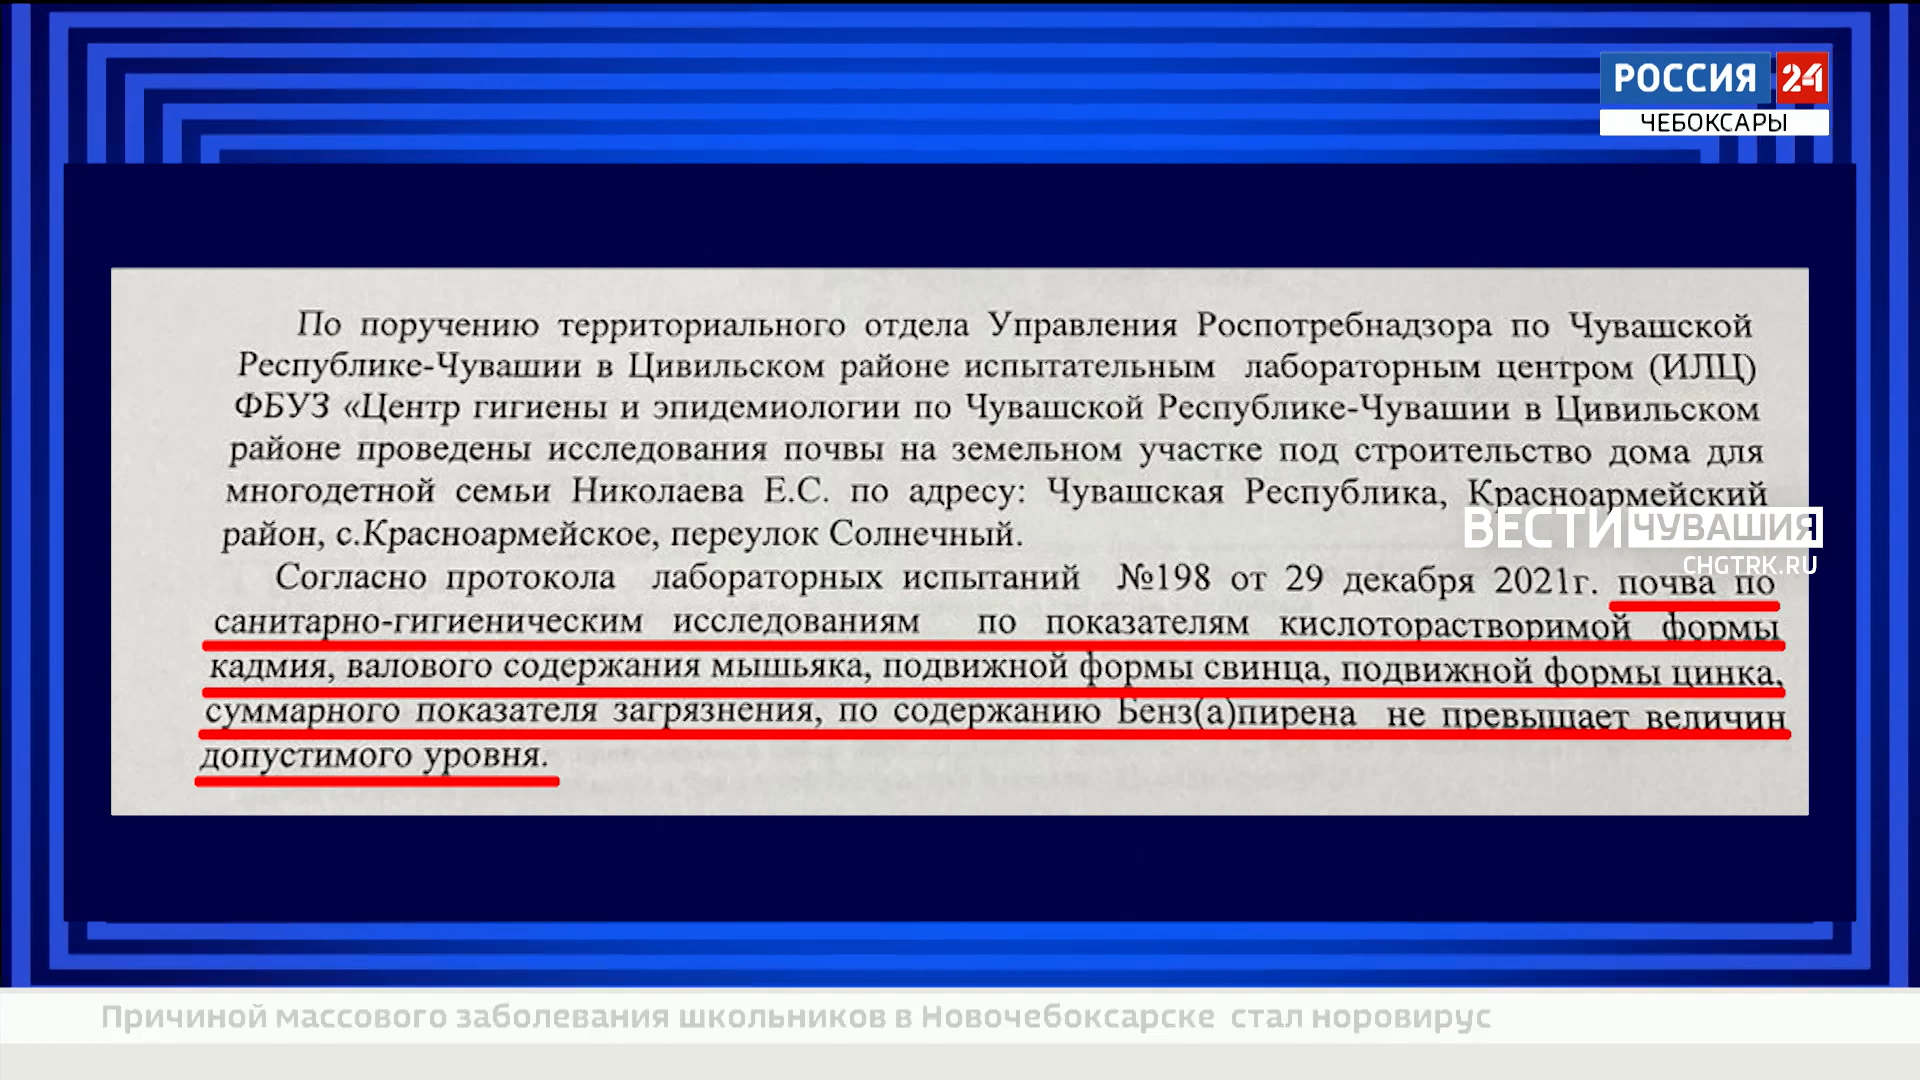 РОССИЯ 24
ЧЕБОКСАРЫ
По поручению территориального отдела Управления Роспотребнадзора по Чувашской
Республике-Чувашии в Цивильском районе испытательным лабораторным центром (ИЛЦ)
ФБУЗ «Центр гигиены и эпидемиологии по Чувашской Республике-Чувашии в Цивильском
районе проведены исследования почвы на земельном участке под строительство дома для
многодетной семьи Николаева Е.С. по адресу: Чувашская Республика, Красноармейский
район, с.Красноармейское, переулок Солнечный.
ВЕСТИ ЧУВАШИЯ
CHGTRK.RU
Согласно протокола лабораторных испытаний №198 от 29 декабря 2021г. почва по
санитарно-гигиеническим исследованиям по показателям кислоторастворимой формы
кадмия, валового содержания мышьяка, подвижной формы свинца, подвижной формы цинка,
суммарного показателя загрязнения, по содержанию Бенз(а)пирена не превышает величин
допустимого уровня.
Причиной массового заболевания школьников в Новочебоксарске стал норовирус